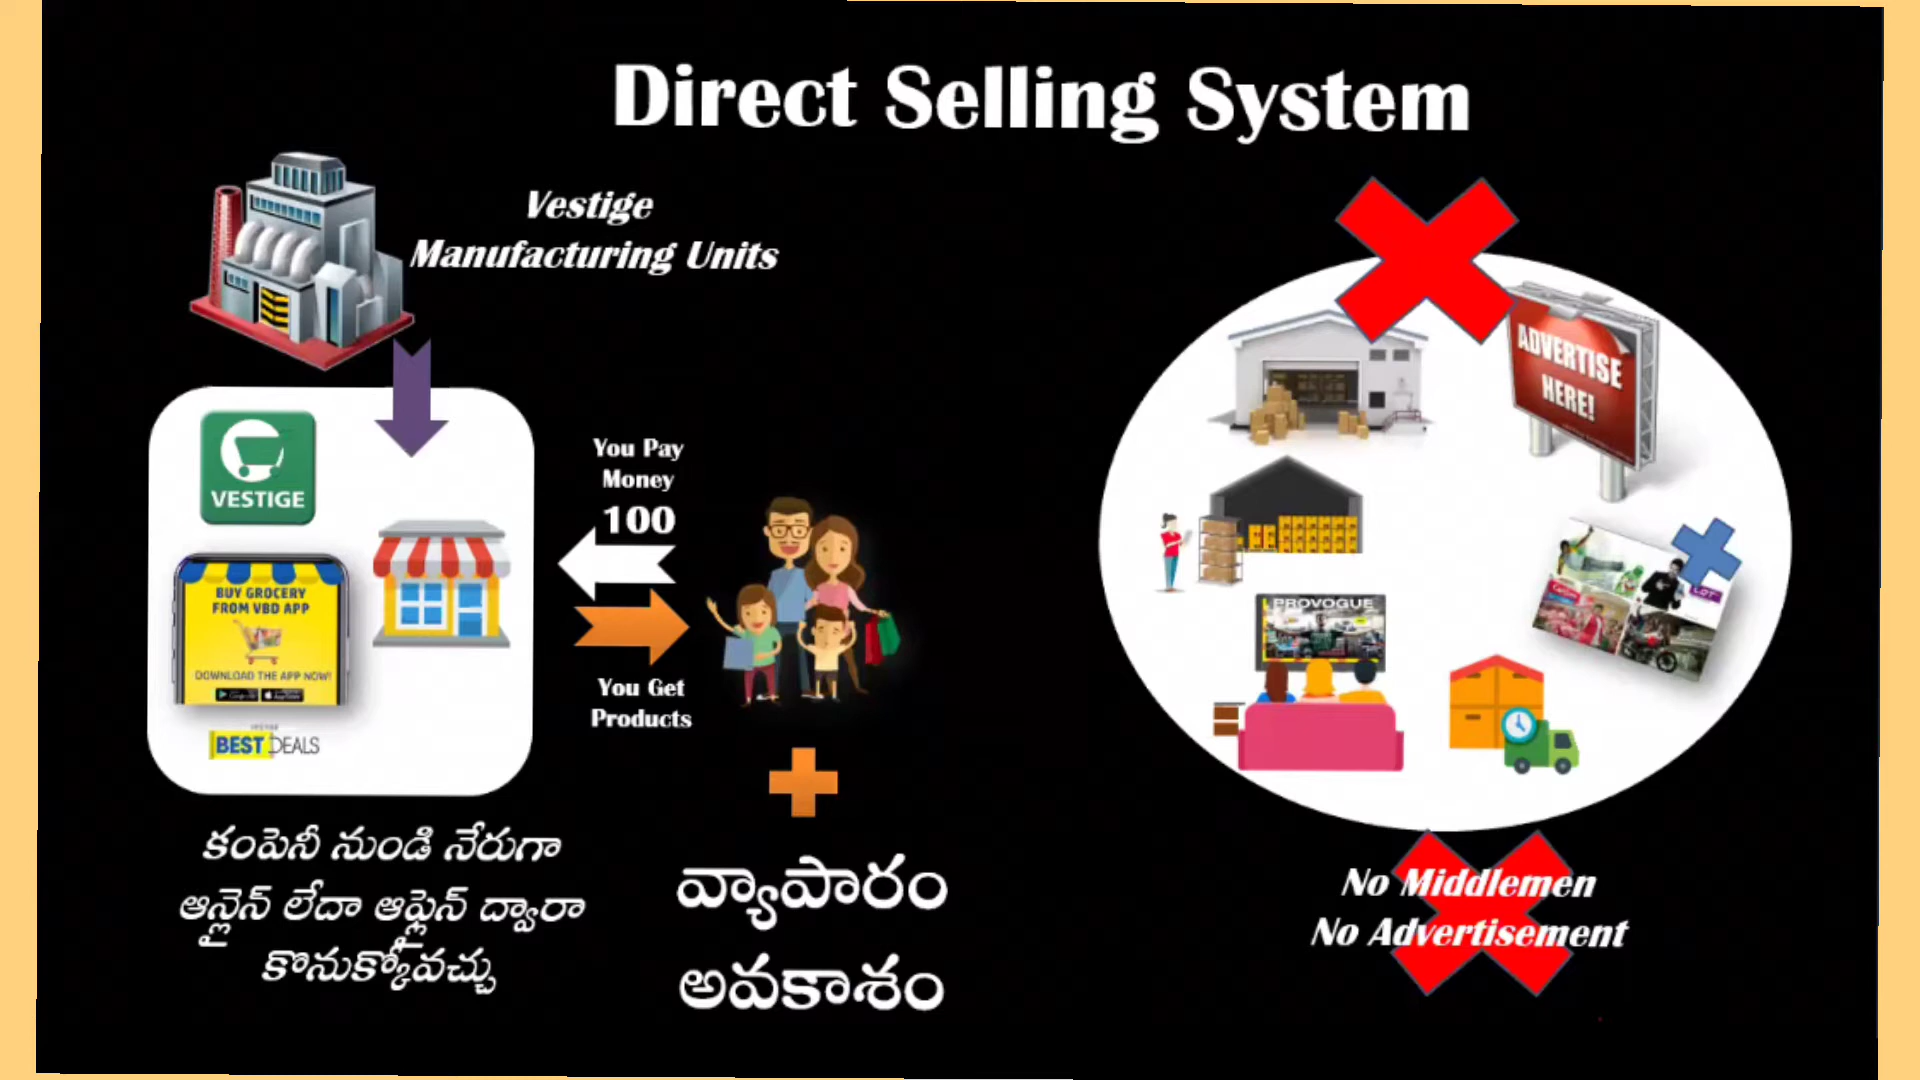 Direct Selling System
Vestige
Manufacturing Units
VESTIGE
BUY GROCERY
FROM VBD APP
DOWNLOAD THE APP NOW!
BEST DEALS
You Pay
Money
100
You Get
Products
కంపెనీ నుండి నేరుగా
ఆన్లైన్ లేదా ఆఫ్లైన్ ద్వారా
కొనుక్కోవచ్చు
వ్యాపారం
అవకాశం
ADVERTISE
HERE!
PROVOGUE
No Middlemen
No Advertisement